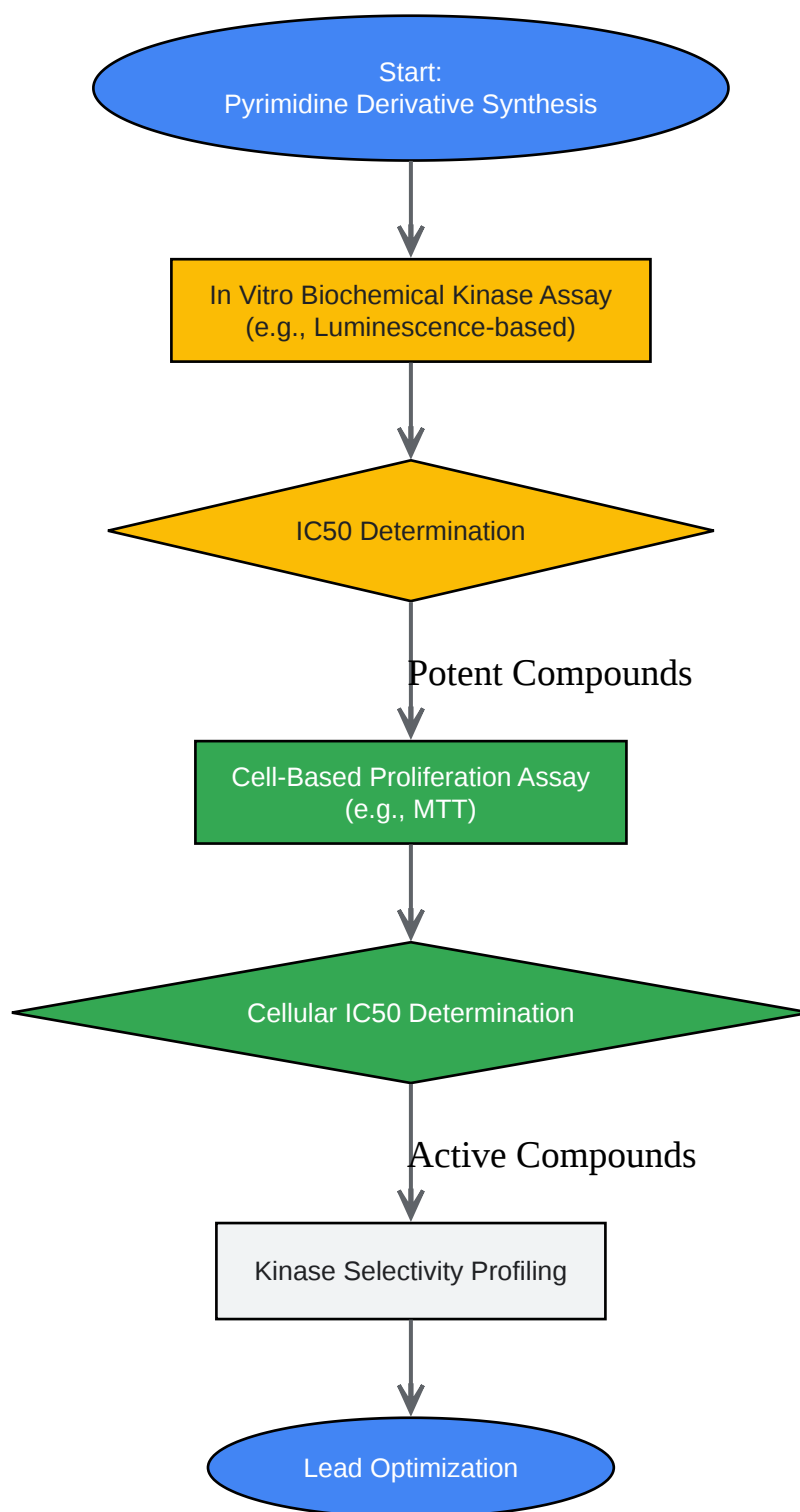 Start:
Pyrimidine Derivative Synthesis
In Vitro Biochemical Kinase Assay
(e.g., Luminescence-based)
IC50 Determination
Potent Compounds
Cell-Based Proliferation Assay
(e.g., MTT)
Cellular IC50 Determination
Active Compounds
Kinase Selectivity Profiling
Lead Optimization